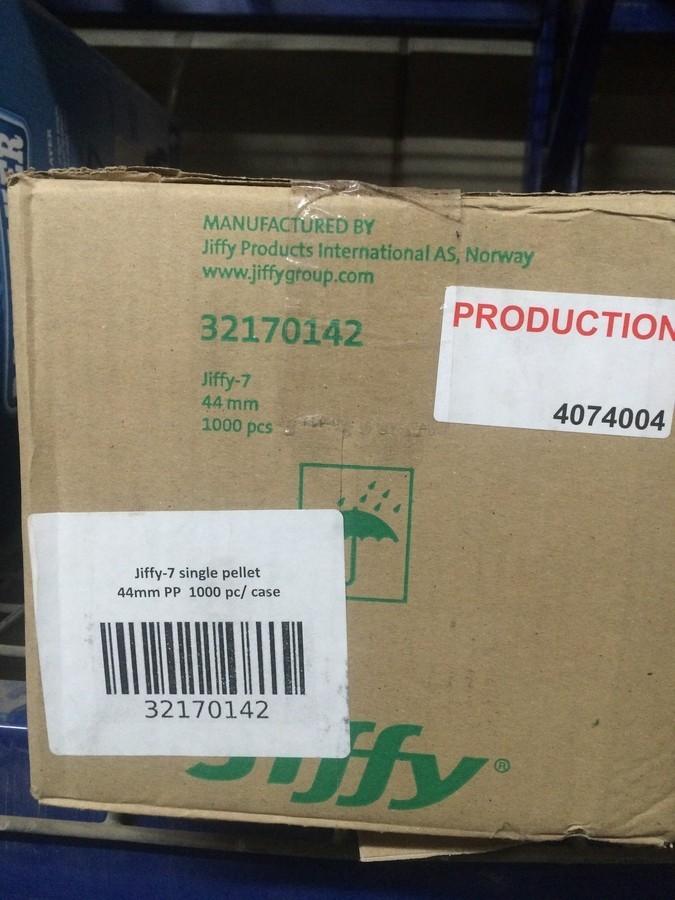 MANUFACTURED BY
Jiffy Products International AS, Norway
www.jiffygroup.com
32170142
Jiffy-7
44 mm
1000 pcs
PRODUCTION
4074004
Jiffy-7 single pellet
44mm PP 1000 pc/ case
32170142
Jiffy®